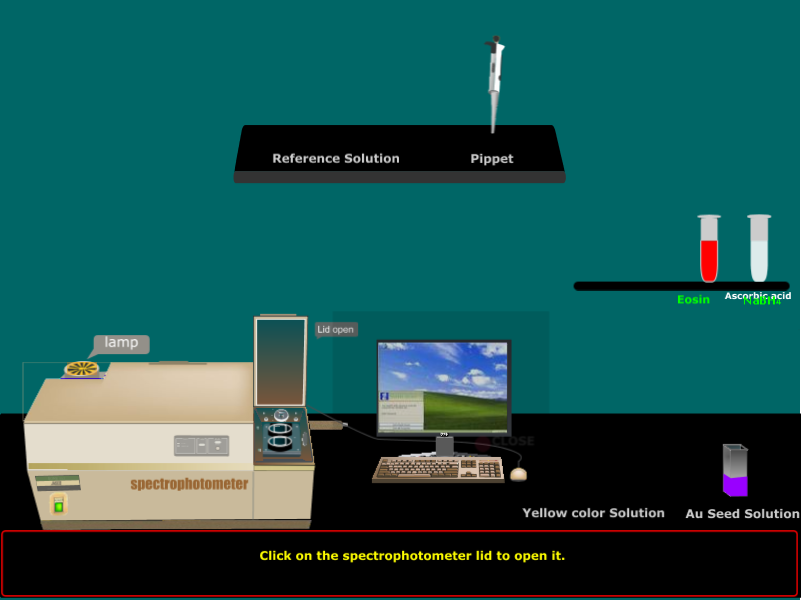 Reference Solution
Pippet
Eosin
Ascorbic acid
Lid open
lamp
CLOSE
spectrophotometer
Yellow color Solution
Au Seed Solution
Click on the spectrophotometer lid to open it.